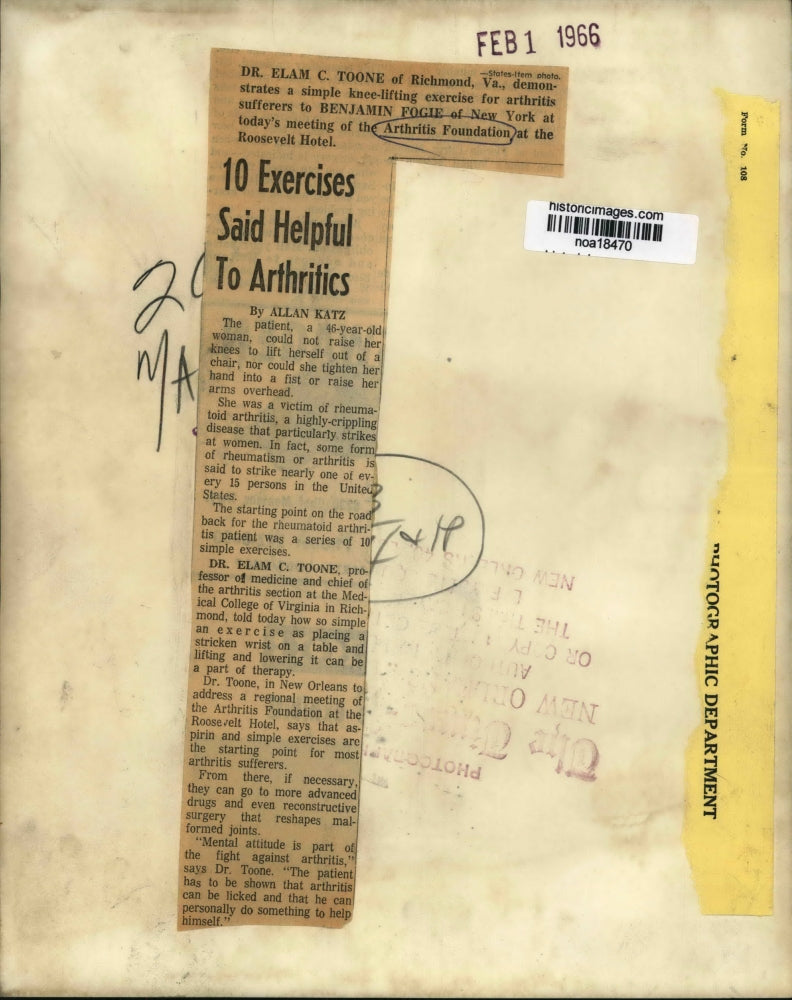 FEB 1 1966
—States-Item photo.
DR. ELAM C. TOONE of Richmond, Va., demon-
strates a simple knee-lifting exercise for arthritis
sufferers to BENJAMIN FOGIE of New York at
today's meeting of the Arthritis Foundation at the
Roosevelt Hotel.
10 Exercises
Said Helpful
To Arthritics
By ALLAN KATZ
The patient, a 46-year-old
woman, could not raise her
knees to lift herself out of a
chair, nor could she tighten her
hand into a fist or raise her
arms overhead.
She was a victim of rheuma-
toid arthritis, a highly-crippling
disease that particularly strikes
at women. In fact, some form
of rheumatism or arthritis is
said to strike nearly one of ev-
ery 15 persons in the United
States.
The starting point on the road
back for the rheumatoid arthri-
tis patient was a series of 10
simple exercises.
DR. ELAM C. TOONE, pro-
fessor of medicine and chief of
the arthritis section at the Med-
ical College of Virginia in Rich-
mond, told today how so simple
an exercise as placing a
stricken wrist on a table and
lifting and lowering it can be
a part of therapy.
Dr. Toone, in New Orleans to
address a regional meeting of
the Arthritis Foundation at the
Roosevelt Hotel, says that as-
pirin and simple exercises are
the starting point for most
arthritis sufferers.
From there, if necessary,
they can go to more advanced
drugs and even reconstructive
surgery that reshapes mal-
formed joints.
"Mental attitude is part of
the fight against arthritis,"
says Dr. Toone. "The patient
has to be shown that arthritis
can be licked and that he can
personally do something to help
himself."
historicimages.com
noa18470
Form No. 108
PHOTOGRAPHIC DEPARTMENT
NEW ORLEANS
THE
OR COPY
NEW
The